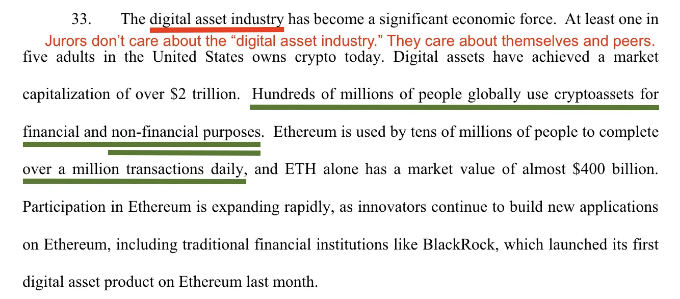 33. The digital asset industry has become a significant economic force. At least one in
Jurors don't care about the “digital asset industry.” They care about themselves and peers.
five adults in the United States owns crypto today. Digital assets have achieved a market
capitalization of over $2 trillion. Hundreds of millions of people globally use cryptoassets for
financial and non-financial purposes. Ethereum is used by tens of millions of people to complete
over a million transactions daily, and ETH alone has a market value of almost $400 billion.
Participation in Ethereum is expanding rapidly, as innovators continue to build new applications
on Ethereum, including traditional financial institutions like BlackRock, which launched its first
digital asset product on Ethereum last month.